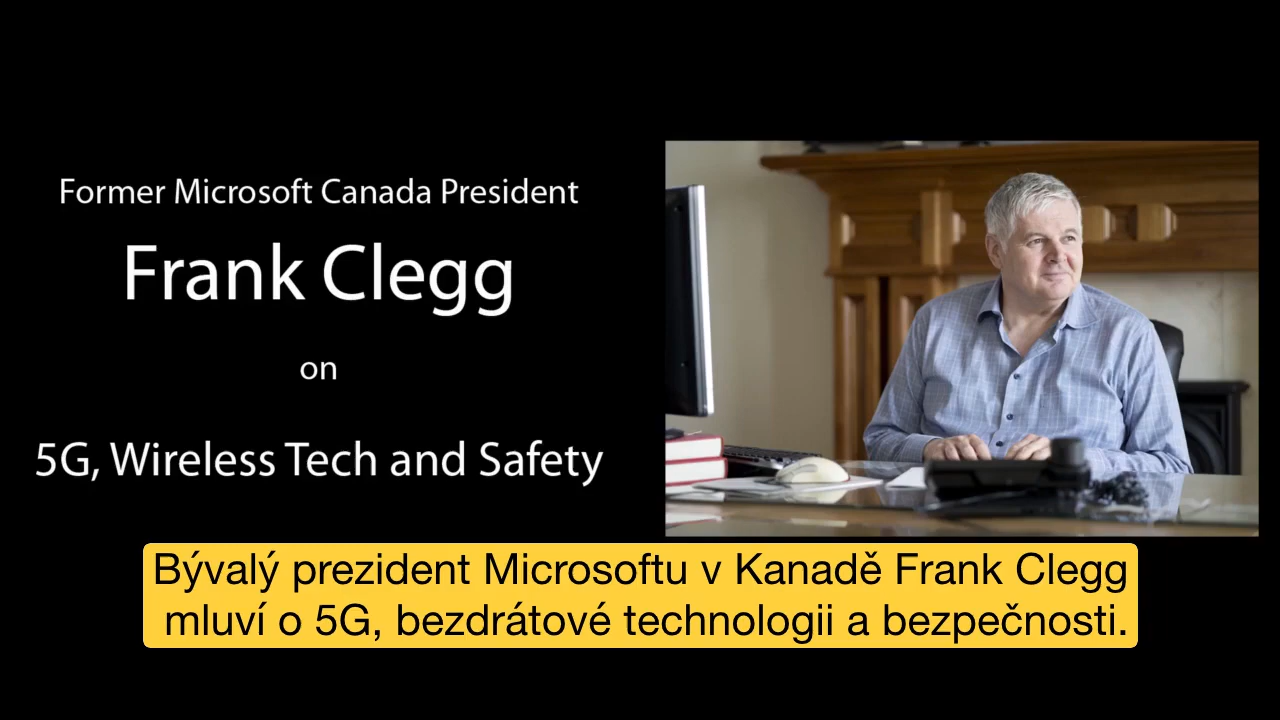 Former Microsoft Canada President
Frank Clegg
on
5G, Wireless Tech and Safety
Bývalý prezident Microsoftu v Kanadě Frank Clegg
mluví o 5G, bezdrátové technologii a bezpečnosti.